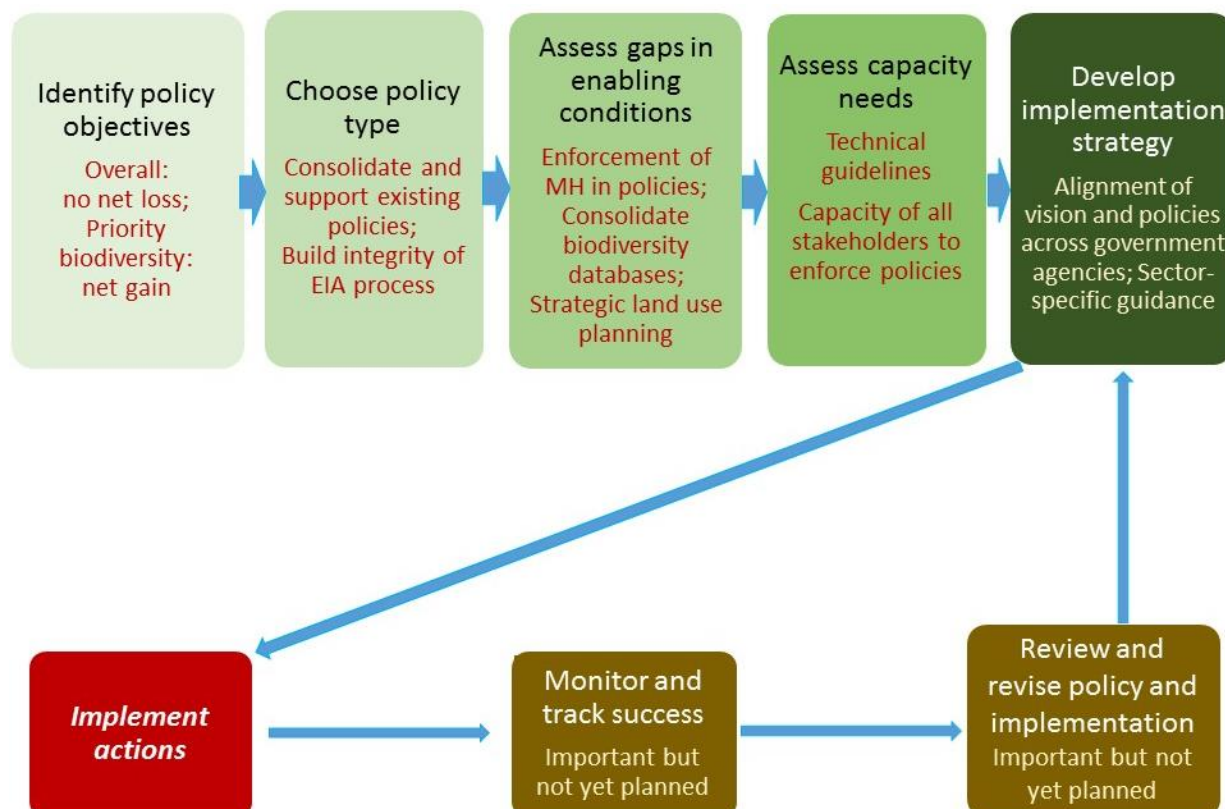 Identify policy
objectives
Overall:
no net loss;
Priority
biodiversity:
net gain
Choose policy
type
Consolidate and
support existing
policies;
Build integrity of
EIA process
Assess gaps in
enabling
conditions
Enforcement of
MH in policies;
Consolidate
biodiversity
databases;
Strategic land use
planning
Assess capacity
needs
Technical
guidelines
Capacity of all
stakeholders to
enforce policies
Develop
implementation
strategy
Alignment of
vision and policies
across government
agencies; Sector-
specific guidance
Implement
actions
Monitor and
track success
Important but
not yet planned
Review and
revise policy and
implementation
Important but not
yet planned